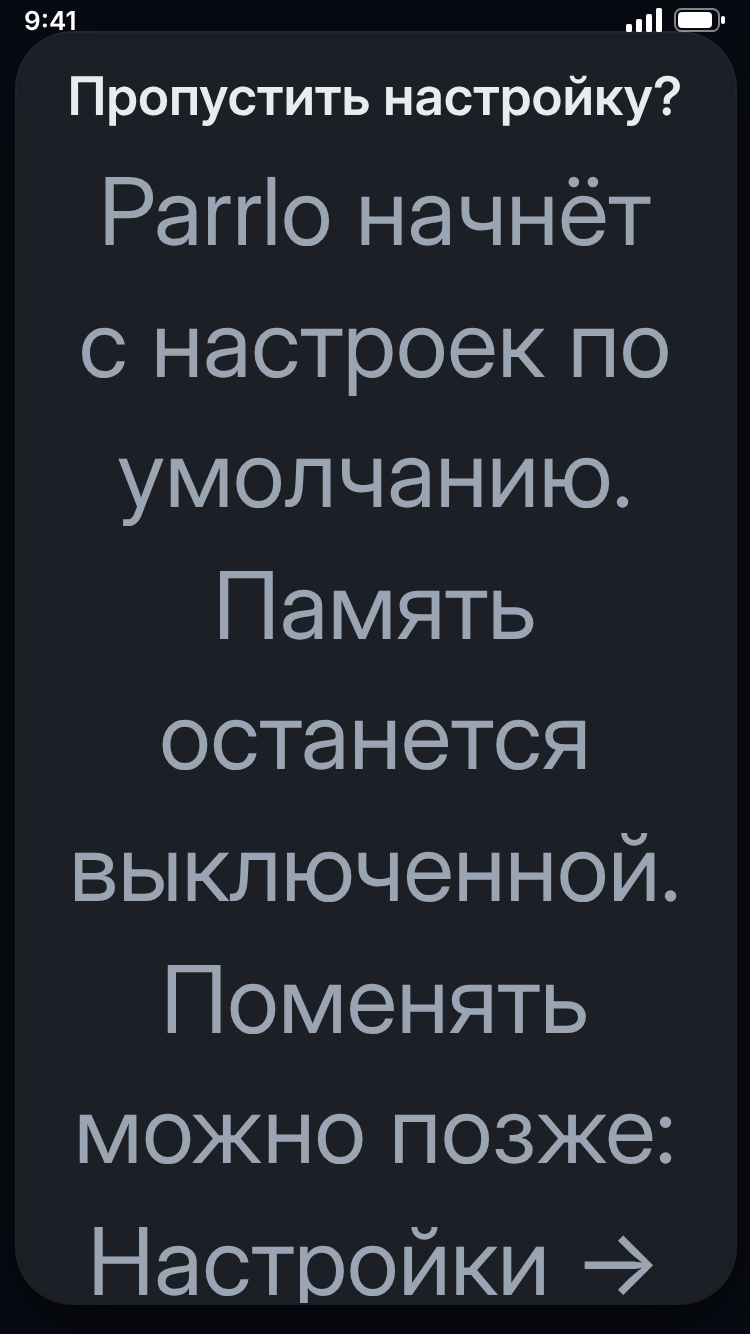 9:41
Пропустить настройку?
Parrlo начнёт
с настроек по
умолчанию.
Память
останется
выключенной.
Поменять
можно позже:
Настройки →